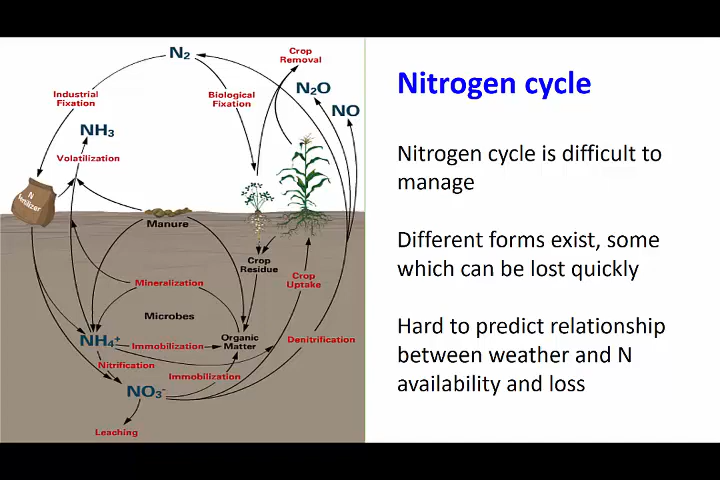 N₂
Crop
Removal
N₂O
NO
Industrial
Fixation
Biological
Fixation
NH₃
Volatilization
N
fertilizer
Manure
Crop
Residue
Mineralization
Crop
Uptake
Microbes
NH₄⁺
Immobilization
Organic
Matter
Denitrification
Nitrification
Immobilization
NO₃⁻
Leaching
Nitrogen cycle
Nitrogen cycle is difficult to
manage
Different forms exist, some
which can be lost quickly
Hard to predict relationship
between weather and N
availability and loss